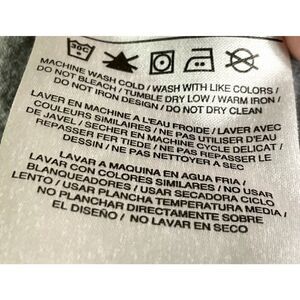 30C
MACHINE WASH COLD / WASH WITH LIKE COLORS /
DO NOT BLEACH / TUMBLE DRY LOW / WARM IRON /
DO NOT IRON DESIGN / DO NOT DRY CLEAN
LAVER EN MACHINE A L'EAU FROIDE / LAVER AVEC
COULEURS SIMILAIRES / NE PAS UTILISER D'EAU
DE JAVEL / SECHER EN MACHINE CYCLE DELICAT /
REPASSER FER TIEDE / NE PAS REPASSER LE
DESSIN / NE PAS NETTOYER A SEC
LAVAR A MAQUINA EN AGUA FRIA /
LAVAR CON COLORES SIMILARES / NO USAR
BLANQUEADORES / USAR SECADORA CICLO
LENTO / PLANCHAR TEMPERATURA MEDIA /
NO PLANCHAR DIRECTAMENTE SOBRE
EL DISEÑO / NO LAVAR EN SECO